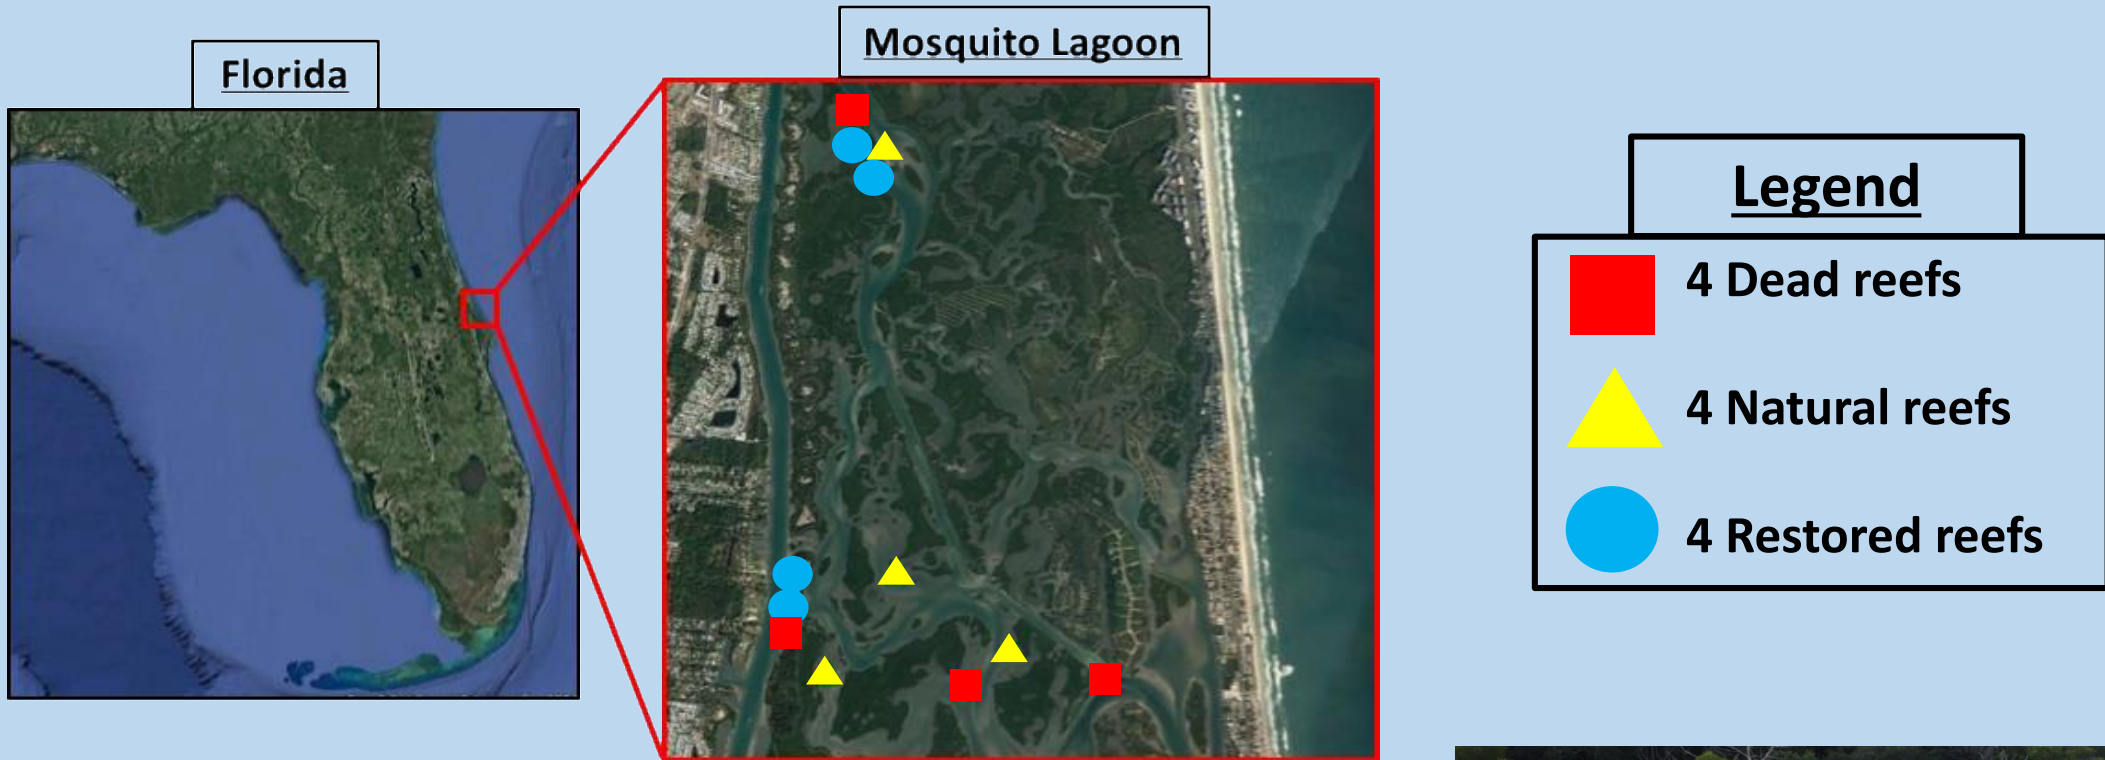 Florida
Mosquito Lagoon
Legend
4 Dead reefs
4 Natural reefs
4 Restored reefs